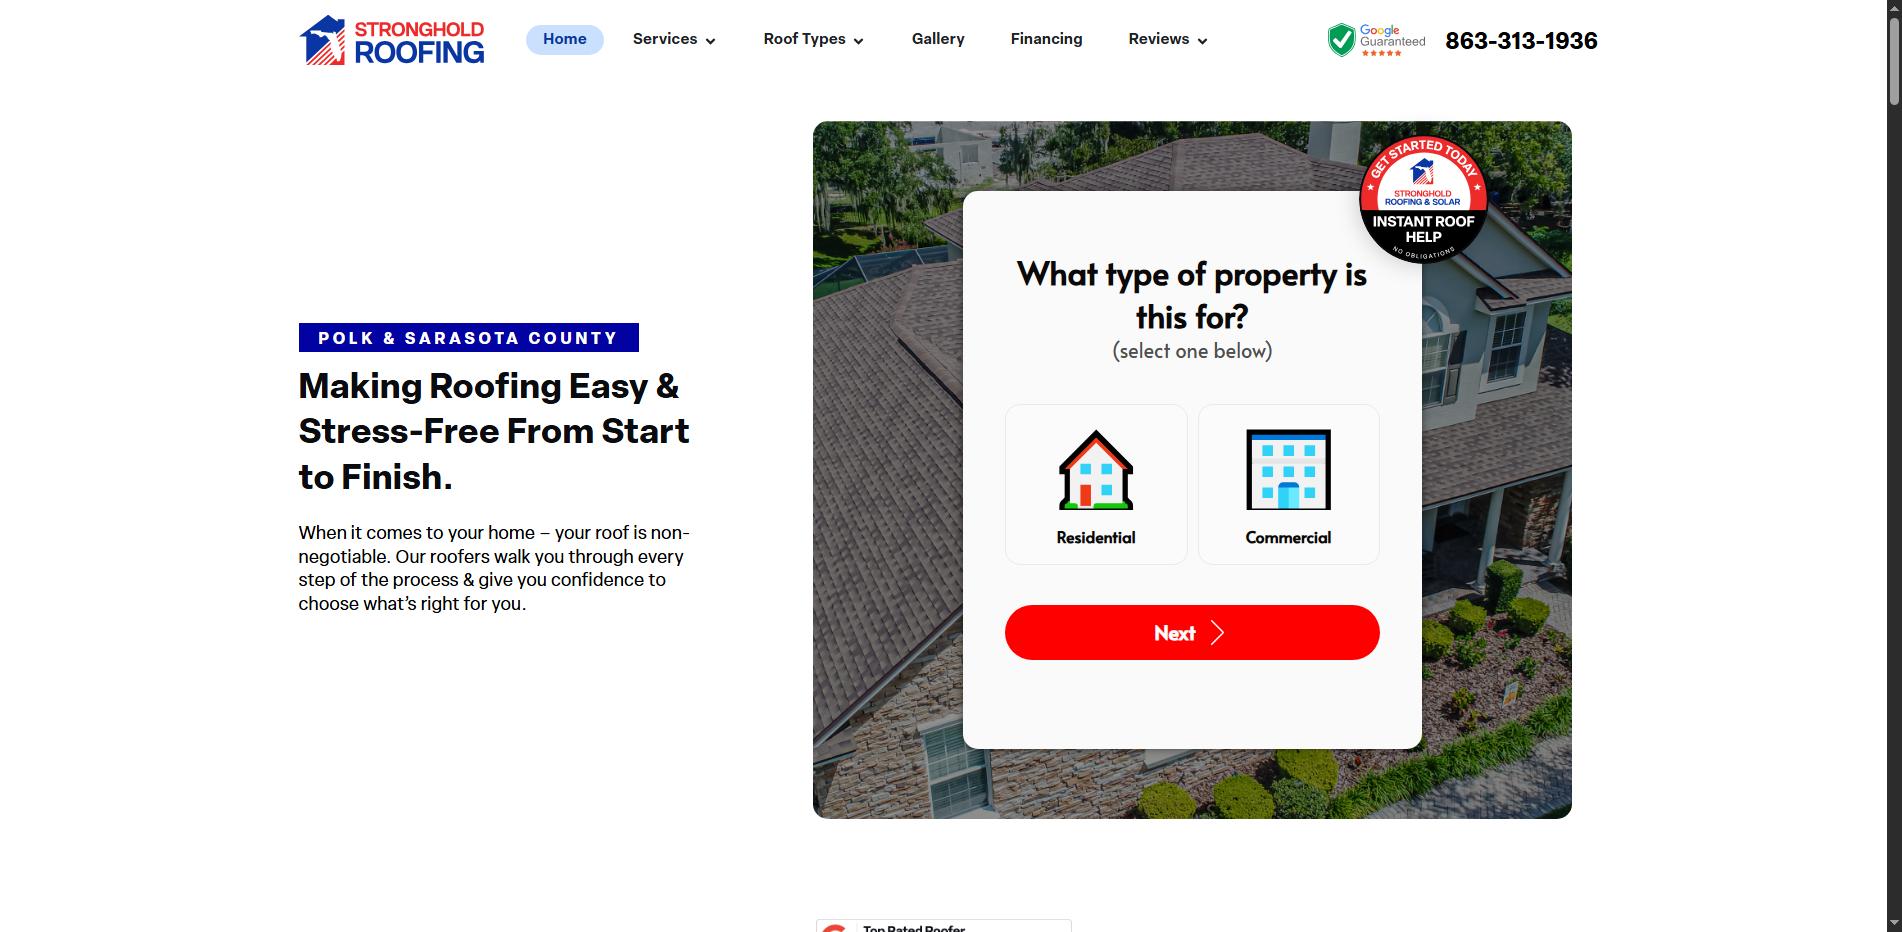 STRONGHOLD
ROOFING
Home
Services
Roof Types
Gallery
Financing
Reviews
Google
Guaranteed
863-313-1936
POLK & SARASOTA COUNTY
Making Roofing Easy &
Stress-Free From Start
to Finish.
When it comes to your home – your roof is non-
negotiable. Our roofers walk you through every
step of the process & give you confidence to
choose what’s right for you.
GET STARTED TODAY
STRONGHOLD
ROOFING & SOLAR
INSTANT ROOF
HELP
NO OBLIGATIONS
What type of property is
this for?
(select one below)
Residential
Commercial
Next
Top Rated Roofer